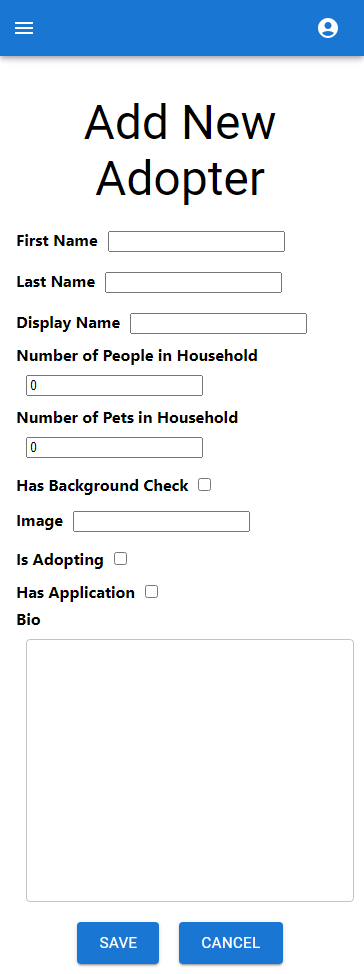 Add New
Adopter
First Name
Last Name
Display Name
Number of People in Household
0
Number of Pets in Household
0
Has Background Check
Image
Is Adopting
Has Application
Bio
SAVE CANCEL